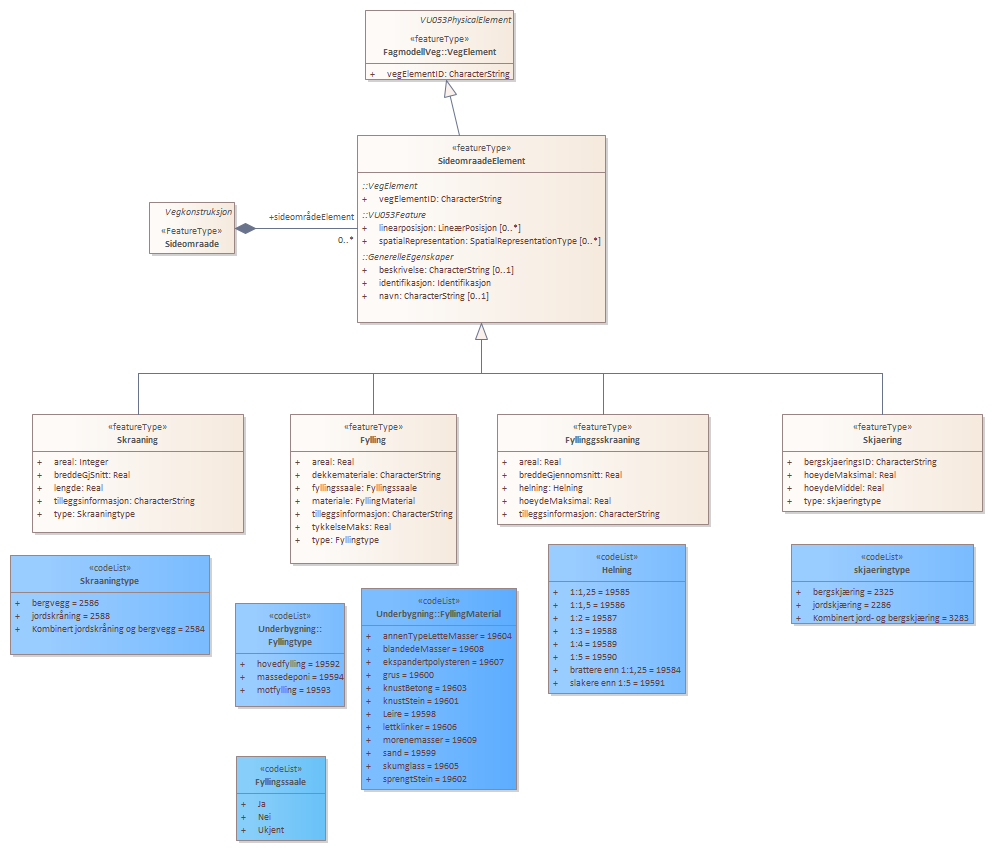 VU053PhysicalElement
«featureType»
FagmodellVeg::VegElement
+ vegElementID: CharacterString
«featureType»
SideomraadeElement
::VegElement
+ vegElementID: CharacterString
::VU053Feature
+ linearposisjon: LineærPosisjon [0..*]
+ spatialRepresentation: SpatialRepresentationType [0..*]
::GenerelleEgenskaper
+ beskrivelse: CharacterString [0..1]
+ identifikasjon: Identifikasjon
+ navn: CharacterString [0..1]
Vegkonstruksjon
«FeatureType»
Sideomraade
+sideområdeElement
0..*
«featureType»
Skraaning
+ areal: Integer
+ breddeGjSnitt: Real
+ lengde: Real
+ tilleggsinformasjon: CharacterString
+ type: Skraaningtype
«featureType»
Fylling
+ areal: Real
+ dekkemateriale: CharacterString
+ fyllingssaale: Fyllingssaale
+ materiale: FyllingMaterial
+ tilleggsinformasjon: CharacterString
+ tykkelseMaks: Real
+ type: Fyllingtype
«featureType»
Fyllinggsskraaning
+ areal: Real
+ breddeGjennomsnitt: Real
+ helning: Helning
+ hoeydeMaksimal: Real
+ tilleggsinformasjon: CharacterString
«featureType»
Skjaering
+ bergskjaeringsID: CharacterString
+ hoydeMaksimal: Real
+ hoeydeMiddel: Real
+ type: skjaeringtype
«codeList»
Skraaningtype
+ bergvegg = 2586
+ jordskråning = 2588
+ Kombinert jordskråning og bergvegg = 2584
«codeList»
Underbygning::
Fyllingtype
+ hovedfylling = 19592
+ massedeponi = 19594
+ motfylling = 19593
«codeList»
Underbygning::FyllingMaterial
+ annenTypeLetteMasser = 19604
+ blandedeMasser = 19608
+ ekspandertpolysteren = 19607
+ grus = 19600
+ knustBetong = 19603
+ knustStein = 19601
+ Leire = 19598
+ lettklinker = 19606
+ morenemasser = 19609
+ sand = 19599
+ skumglass = 19605
+ sprengtStein = 19602
«codeList»
Helning
+ 1:1,25 = 19585
+ 1:1,5 = 19586
+ 1:2 = 19587
+ 1:3 = 19588
+ 1:4 = 19589
+ 1:5 = 19590
+ brattere enn 1:1,25 = 19584
+ slakere enn 1:5 = 19591
«codeList»
skjaeringtype
+ bergskjæring = 2325
+ jordskjæring = 2286
+ Kombinert jord- og bergskjæring = 3283
«codeList»
Fyllingssaale
+ Ja
+ Nei
+ Ukjent